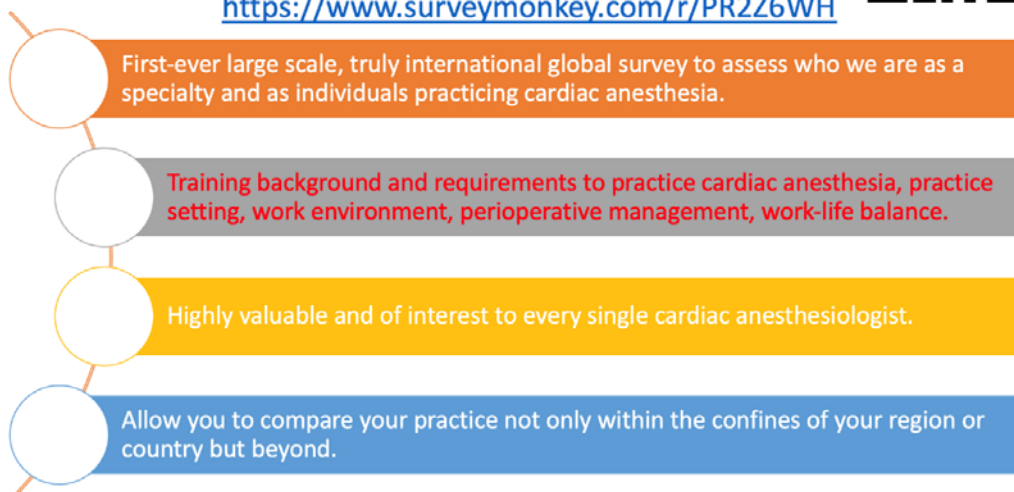 https://www.surveymonkey.com/r/PR2Z6WH
First-ever large scale, truly international global survey to assess who we are as a
specialty and as individuals practicing cardiac anesthesia.
Training background and requirements to practice cardiac anesthesia, practice
setting, work environment, perioperative management, work-life balance.
Highly valuable and of interest to every single cardiac anesthesiologist.
Allow you to compare your practice not only within the confines of your region or
country but beyond.